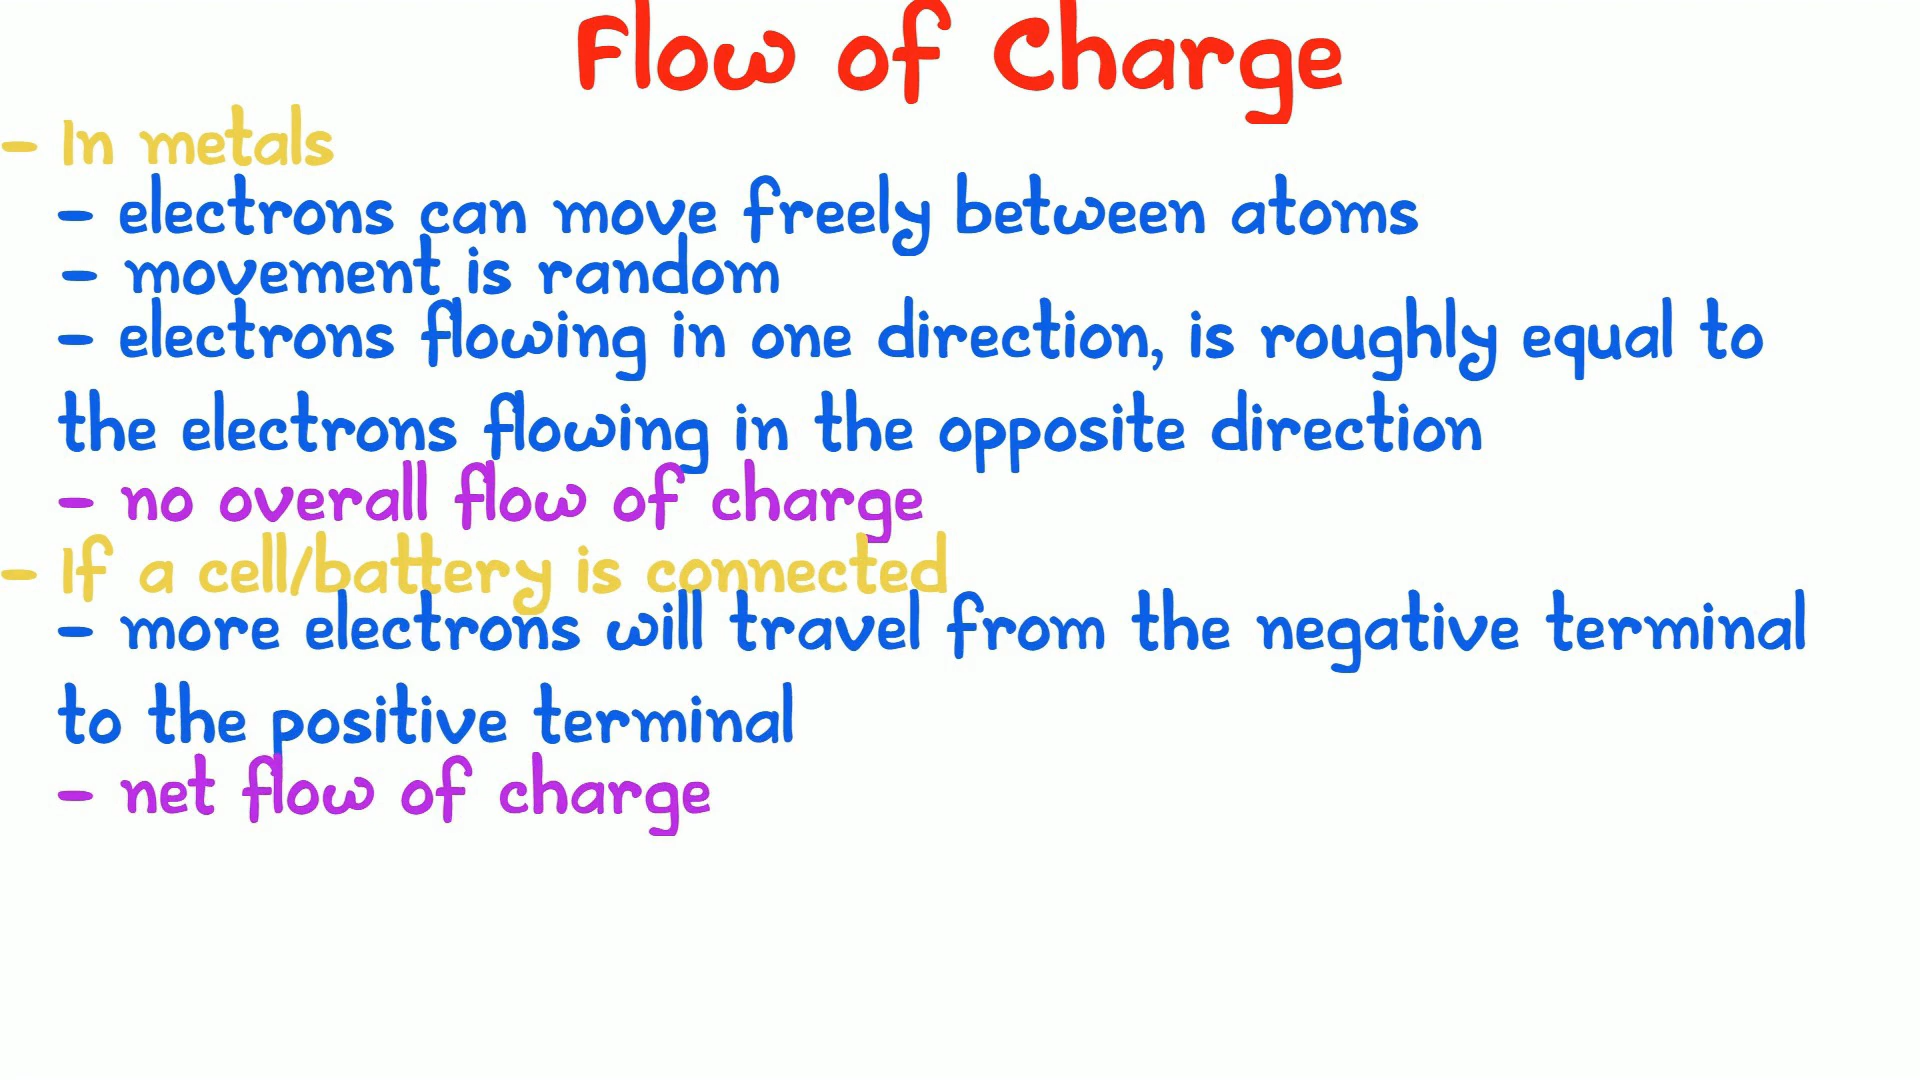 Flow of Charge
- In metals
- electrons can move freely between atoms
- movement is random
- electrons flowing in one direction, is roughly equal to
the electrons flowing in the opposite direction
- no overall flow of charge
- If a cell/battery is connected
- more electrons will travel from the negative terminal
to the positive terminal
- net flow of charge